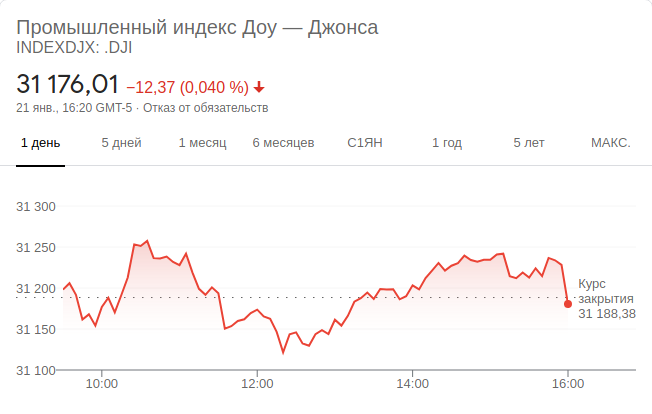 Промышленный индекс Доу — Джонса
INDEXDJX: .DJI
31 176,01 −12,37 (0,040 %)
21 янв., 16:20 GMT-5 · Отказ от обязательств
1 день 5 дней 1 месяц 6 месяцев С1ЯН 1 год 5 лет МАКС.
31 300
31 250
31 200
31 150
31 100
Курс
закрытия
31 188,38
10:00 12:00 14:00 16:00